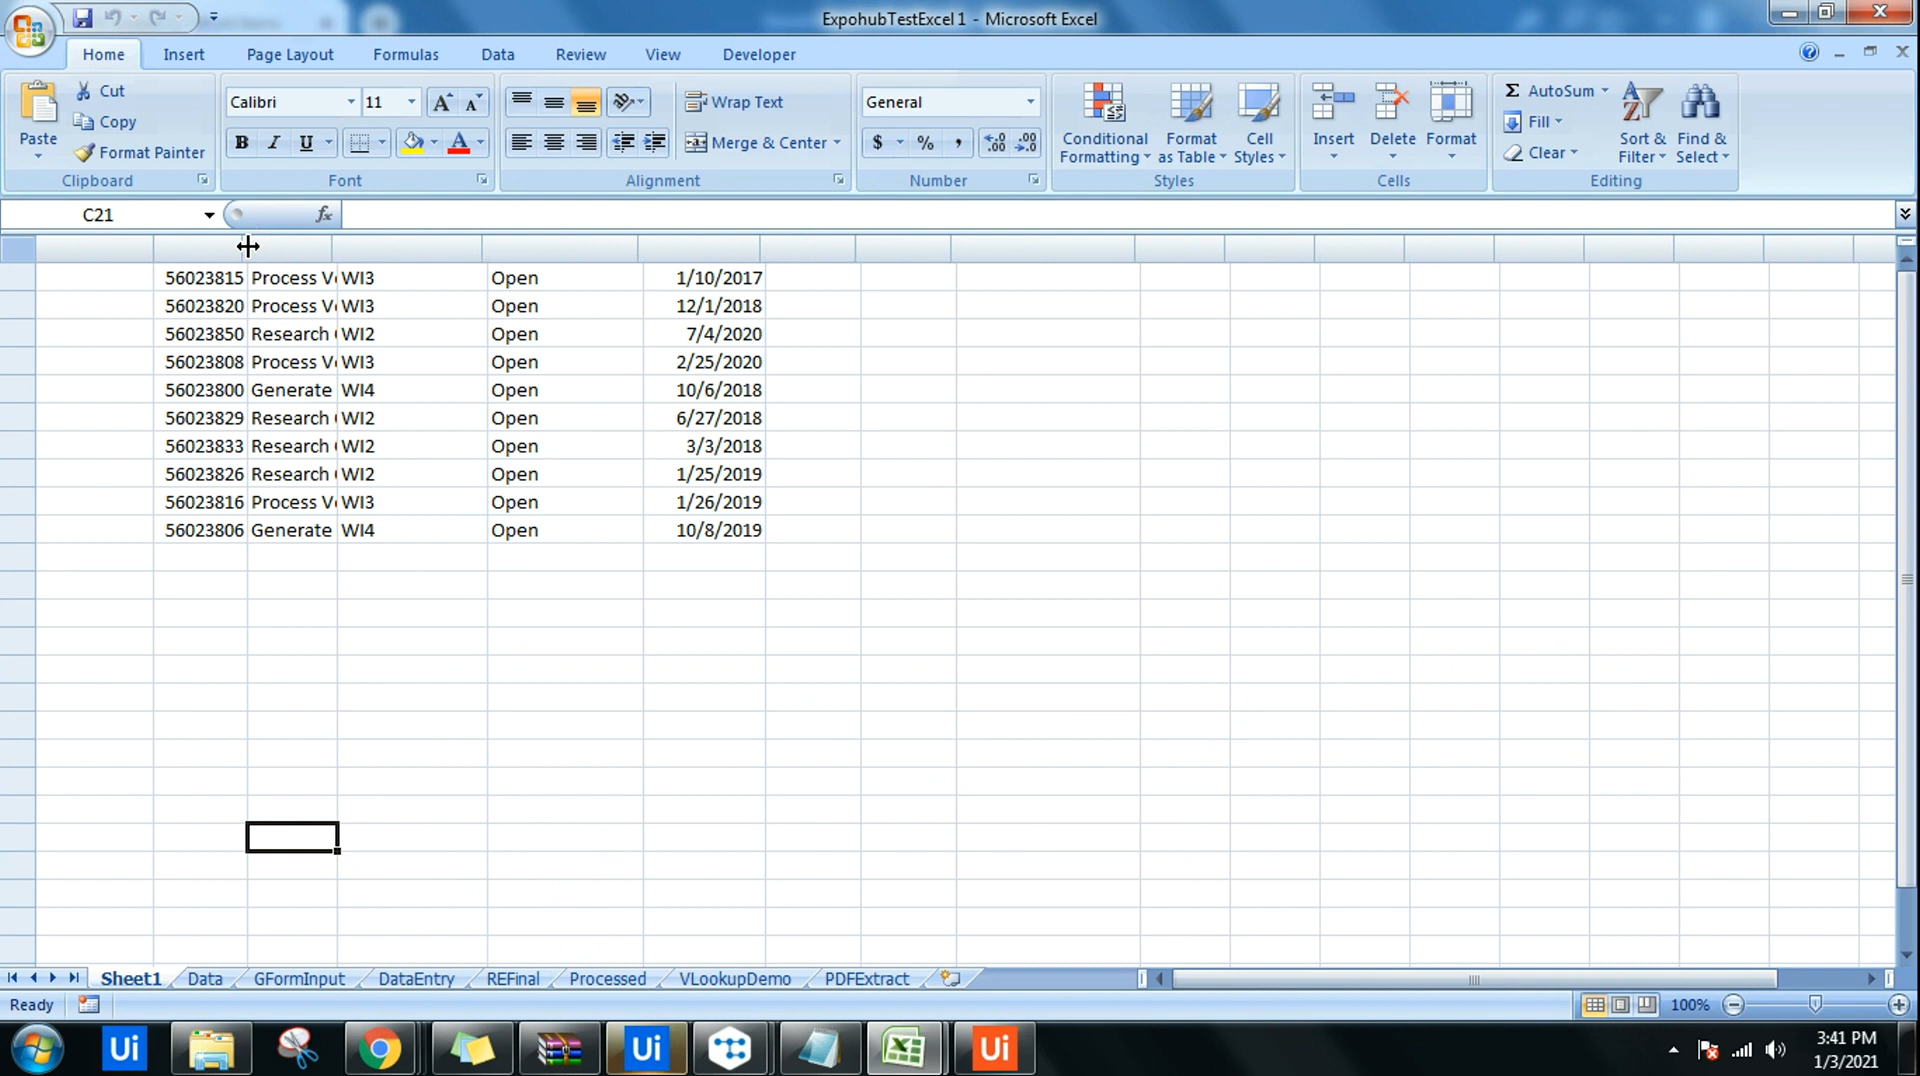 ExpohubTestExcel1 - Microsoft Excel
Home Insert Page Layout Formulas Data Review View Developer
Paste
Cut
Copy
Format Painter
Clipboard
Calibri 11
B I U
Font
Wrap Text
Merge & Center
Alignment
General
$ % , .00
Number
Conditional Formatting
Format as Table
Cell Styles
Styles
Insert Delete Format
Cells
Σ AutoSum
Fill
Clear
Sort & Filter
Find & Select
Editing
C21 fx
56023815 Process V WI3 Open 1/10/2017
56023820 Process V WI3 Open 12/1/2018
56023850 Research WI2 Open 7/4/2020
56023808 Process V WI3 Open 2/25/2020
56023800 Generate WI4 Open 10/6/2018
56023829 Research WI2 Open 6/27/2018
56023833 Research WI2 Open 3/3/2018
56023826 Research WI2 Open 1/25/2019
56023816 Process V WI3 Open 1/26/2019
56023806 Generate WI4 Open 10/8/2019
Sheet1 Data GFormInput DataEntry REFinal Processed VLookupDemo PDFExtract
Ready 100%
Ui Ui Ui
3:41 PM
1/3/2021